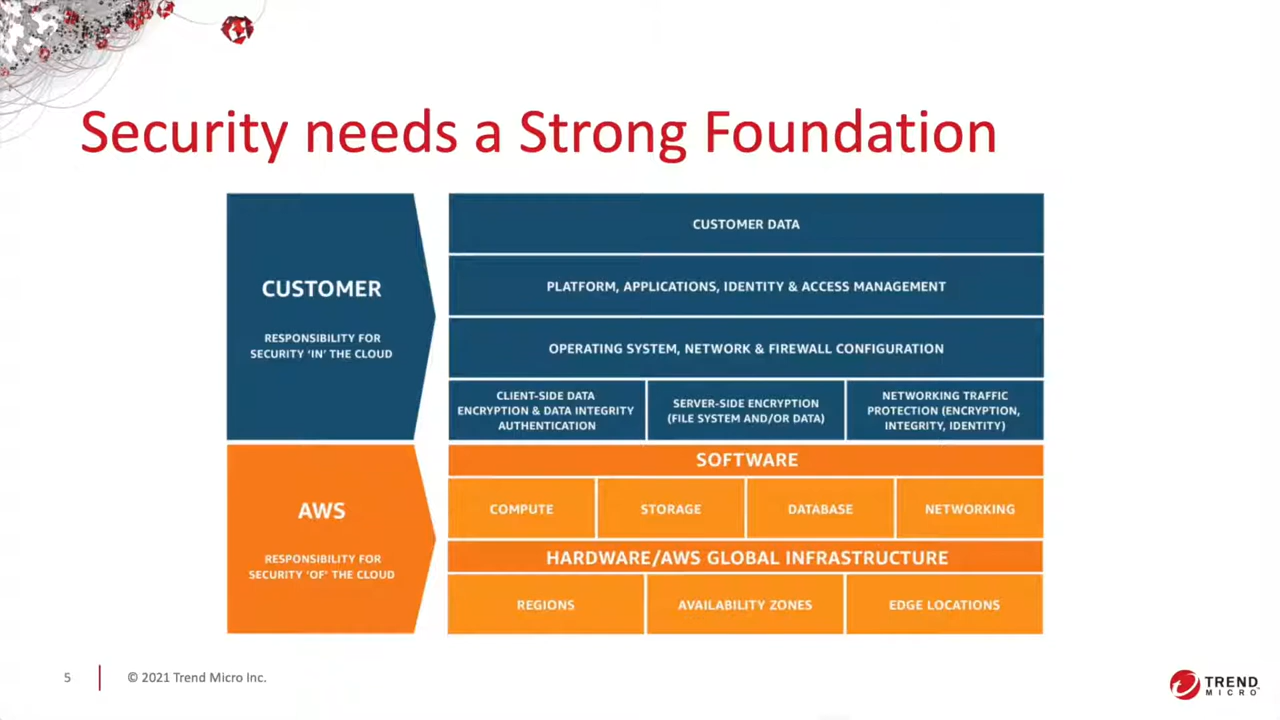 Security needs a Strong Foundation
CUSTOMER
RESPONSIBILITY FOR
SECURITY ‘IN’ THE CLOUD
CUSTOMER DATA
PLATFORM, APPLICATIONS, IDENTITY & ACCESS MANAGEMENT
OPERATING SYSTEM, NETWORK & FIREWALL CONFIGURATION
CLIENT-SIDE DATA
ENCRYPTION & DATA INTEGRITY
AUTHENTICATION
SERVER-SIDE ENCRYPTION
(FILE SYSTEM AND/OR DATA)
NETWORKING TRAFFIC
PROTECTION (ENCRYPTION,
INTEGRITY, IDENTITY)
AWS
RESPONSIBILITY FOR
SECURITY ‘OF’ THE CLOUD
SOFTWARE
COMPUTE
STORAGE
DATABASE
NETWORKING
HARDWARE/AWS GLOBAL INFRASTRUCTURE
REGIONS
AVAILABILITY ZONES
EDGE LOCATIONS
5
© 2021 Trend Micro Inc.
TREND
MICRO